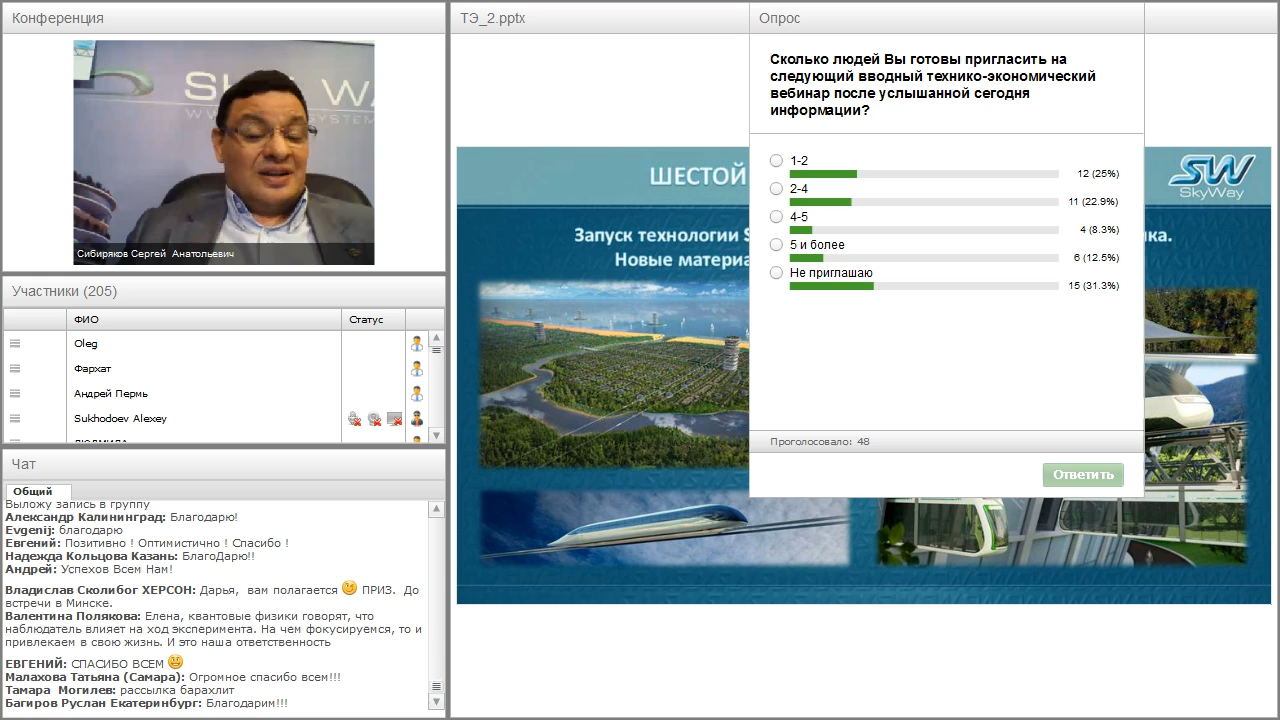 Конференция
SKY WA
WW
SYSTEM
Сибиряков Сергей Анатольевич
Участники (205)
ФИО
Статус
Oleg
Фархат
Андрей Пермь
Sukhodoev Alexey
Чат
Общий
Выложу запись в группу
Александр Калининград: Благодарю!
Evgenij: благодарю
Евгений: Позитивно ! Оптимистично ! Спасибо !
Надежда Кольцова Казань: БлагоДарю!!
Андрей: Успехов Всем Нам!
Владислав Сколибог ХЕРСОН: Дарья, вам полагается ПРИЗ. До
встречи в Минске.
Валентина Полякова: Елена, квантовые физики говорят, что
наблюдатель влияет на ход эксперимента. На чем фокусируемся, то и
привлекаем в свою жизнь. И это наша ответственность
ЕВГЕНИЙ: СПАСИБО ВСЕМ
Малахова Татьяна (Самара): Огромное спасибо всем!!!
Тамара Могилев: рассылка барахлит
Багиров Руслан Екатеринбург: Благодарим!!!
ТЭ_2.pptx
ШЕСТОЙ
SW
SkyWay
Запуск технологии S
ка.
Новые материа
Опрос
Сколько людей Вы готовы пригласить на
следующий вводный технико-экономический
вебинар после услышанной сегодня
информации?
1-2
12 (25%)
2-4
11 (22.9%)
4-5
4 (8.3%)
5 и более
6 (12.5%)
Не приглашаю
15 (31.3%)
Проголосовало: 48
Ответить